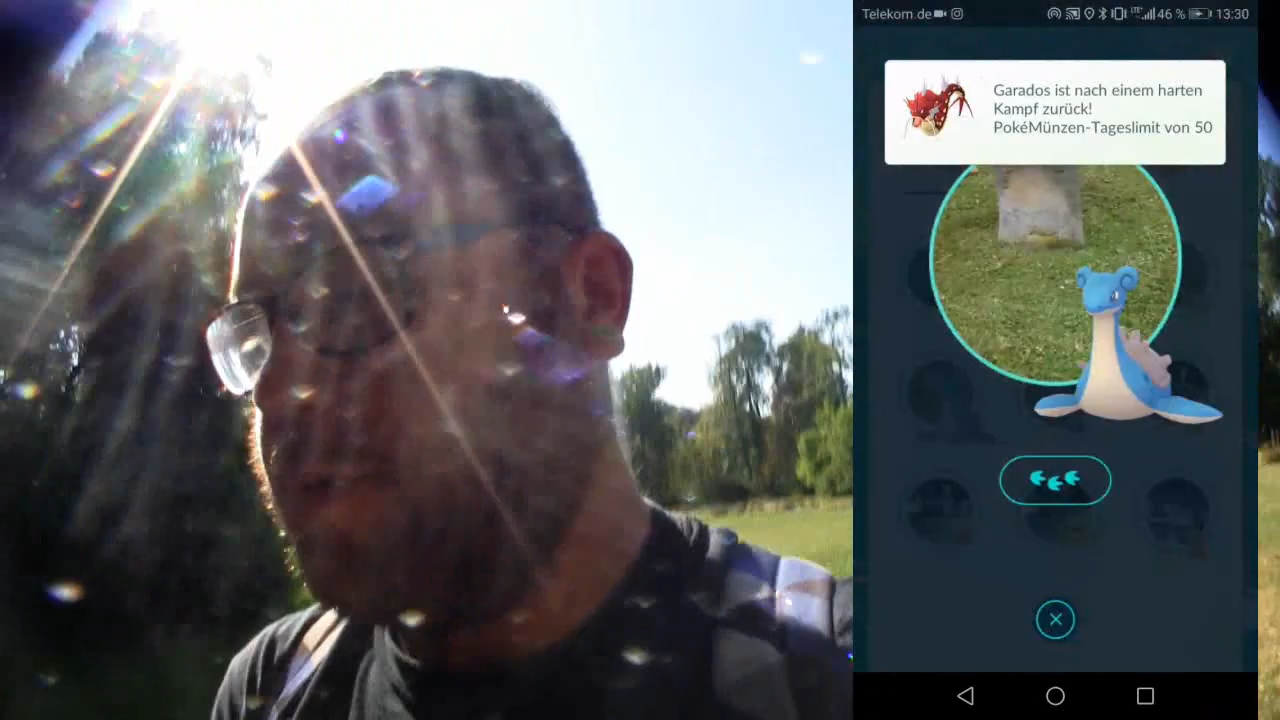 Telekom.de 46 % 13:30
Garados ist nach einem harten
Kampf zurück!
PokéMünzen-Tageslimit von 50